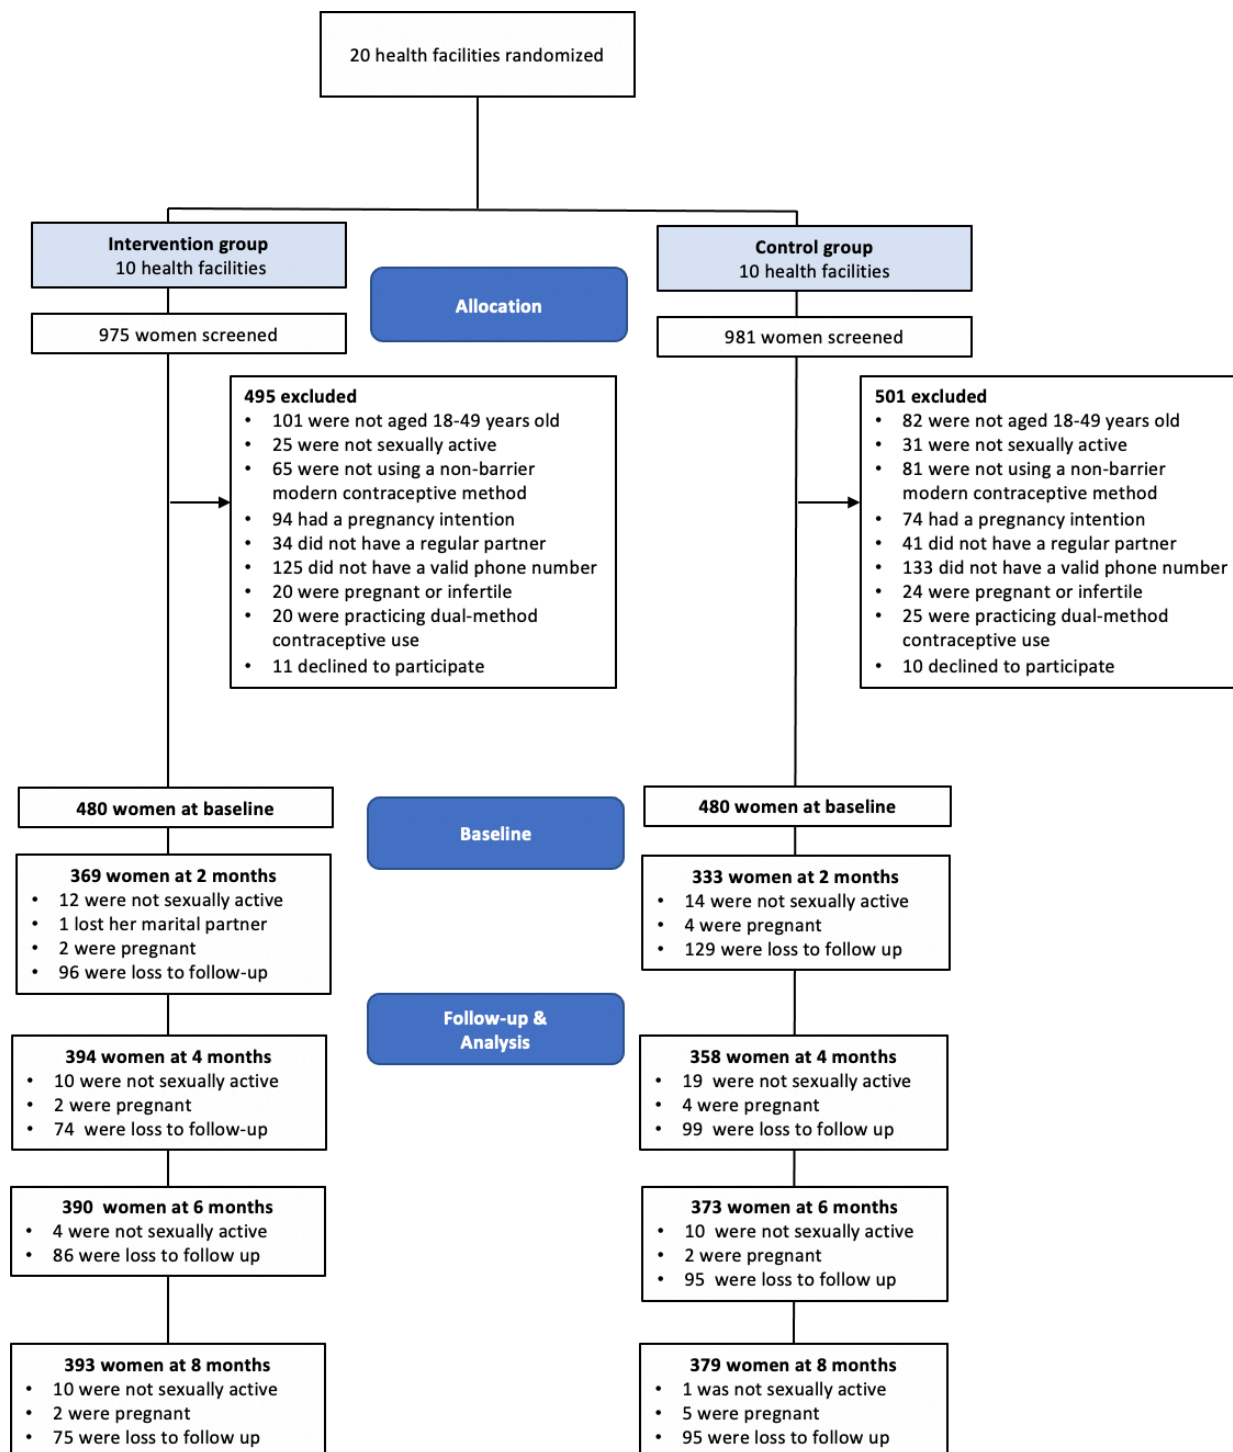 20 health facilities randomized
Intervention group
10 health facilities
Control group
10 health facilities
Allocation
975 women screened
981 women screened
495 excluded
• 101 were not aged 18-49 years old
• 25 were not sexually active
• 65 were not using a non-barrier
modern contraceptive method
• 94 had a pregnancy intention
• 34 did not have a regular partner
• 125 did not have a valid phone number
• 20 were pregnant or infertile
• 20 were practicing dual-method
contraceptive use
• 11 declined to participate
501 excluded
• 82 were not aged 18-49 years old
• 31 were not sexually active
• 81 were not using a non-barrier
modern contraceptive method
• 74 had a pregnancy intention
• 41 did not have a regular partner
• 133 did not have a valid phone number
• 24 were pregnant or infertile
• 25 were practicing dual-method
contraceptive use
• 10 declined to participate
480 women at baseline
Baseline
480 women at baseline
369 women at 2 months
• 12 were not sexually active
• 1 lost her marital partner
• 2 were pregnant
• 96 were loss to follow-up
333 women at 2 months
• 14 were not sexually active
• 4 were pregnant
• 129 were loss to follow up
Follow-up &
Analysis
394 women at 4 months
• 10 were not sexually active
• 2 were pregnant
• 74 were loss to follow-up
358 women at 4 months
• 19 were not sexually active
• 4 were pregnant
• 99 were loss to follow up
390 women at 6 months
• 4 were not sexually active
• 86 were loss to follow up
373 women at 6 months
• 10 were not sexually active
• 2 were pregnant
• 95 were loss to follow up
393 women at 8 months
• 10 were not sexually active
• 2 were pregnant
• 75 were loss to follow up
379 women at 8 months
• 1 was not sexually active
• 5 were pregnant
• 95 were loss to follow up